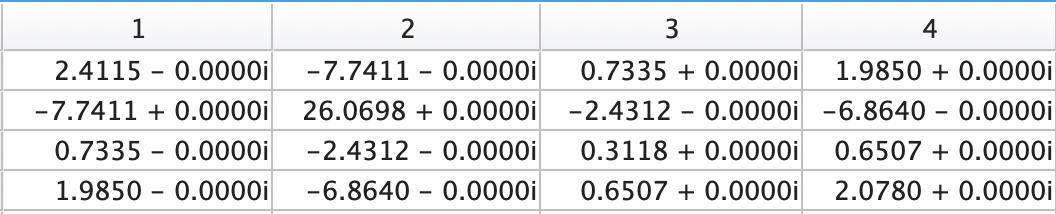 1 2 3 4
2.4115 − 0.0000i −7.7411 − 0.0000i 0.7335 + 0.0000i 1.9850 + 0.0000i
−7.7411 + 0.0000i 26.0698 + 0.0000i −2.4312 − 0.0000i −6.8640 − 0.0000i
0.7335 − 0.0000i −2.4312 − 0.0000i 0.3118 + 0.0000i 0.6507 + 0.0000i
1.9850 − 0.0000i −6.8640 − 0.0000i 0.6507 + 0.0000i 2.0780 + 0.0000i